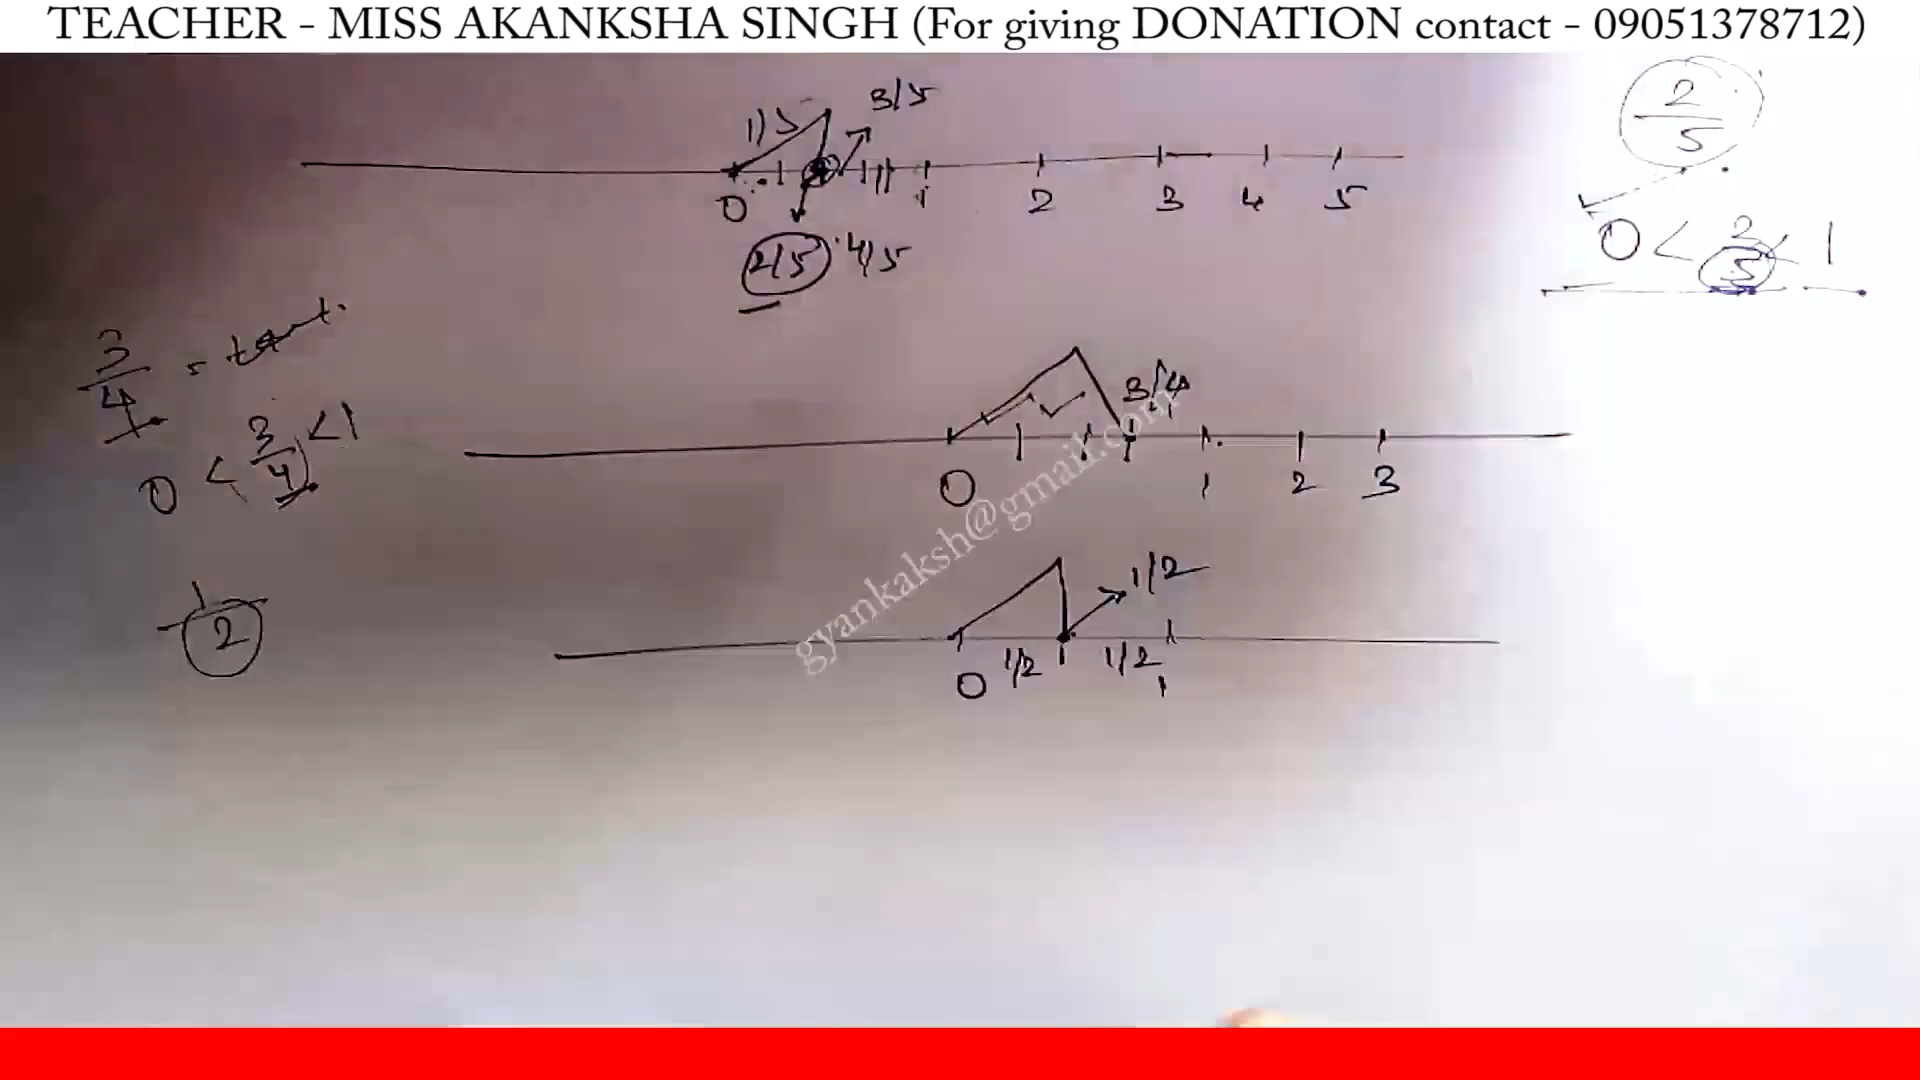 TEACHER - MISS AKANKSHA SINGH (For giving DONATION contact - 09051378712)
2/5
1/5 3/5
0 1 2 3 4 5
2/5 4/5
0 < 2/5 < 1
3/4 =
0 < 3/4 < 1
3/4
0 1 2 3
gyankaksh@gmail.com
1/2
1/2
0 1/2 1/2 1